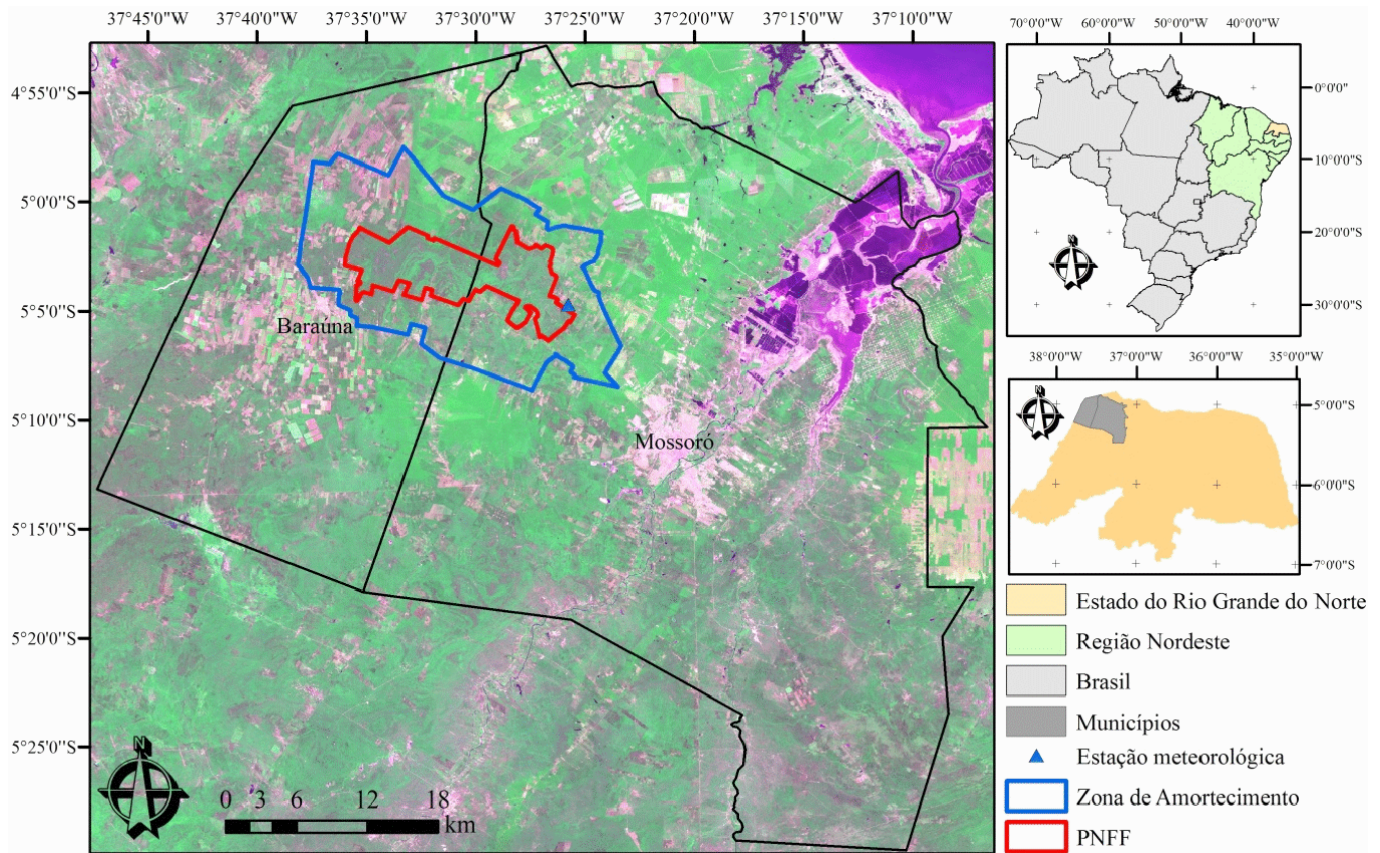 37°45'0"W 37°35'0"W 37°30'0"W 37°25'0"W 37°20'0"W 37°15'0"W 37°10'0"W
4°55'0"S
5°0'0"S
5°5'0"S
5°10'0"S
5°15'0"S
5°20'0"S
5°25'0"S
Baraúna
Mossoró
N
0 3 6 12 18
km
70°0'0"W 60°0'0"W 50°0'0"W 40°0'0"W
0°0'0"
10°0'0"S
20°0'0"S
30°0'0"S
N
38°0'0"W 37°0'0"W 36°0'0"W 35°0'0"W
5°0'0"S
6°0'0"S
7°0'0"S
N
Estado do Rio Grande do Norte
Região Nordeste
Brasil
Municípios
Estação meteorológica
Zona de Amortecimento
PNFF